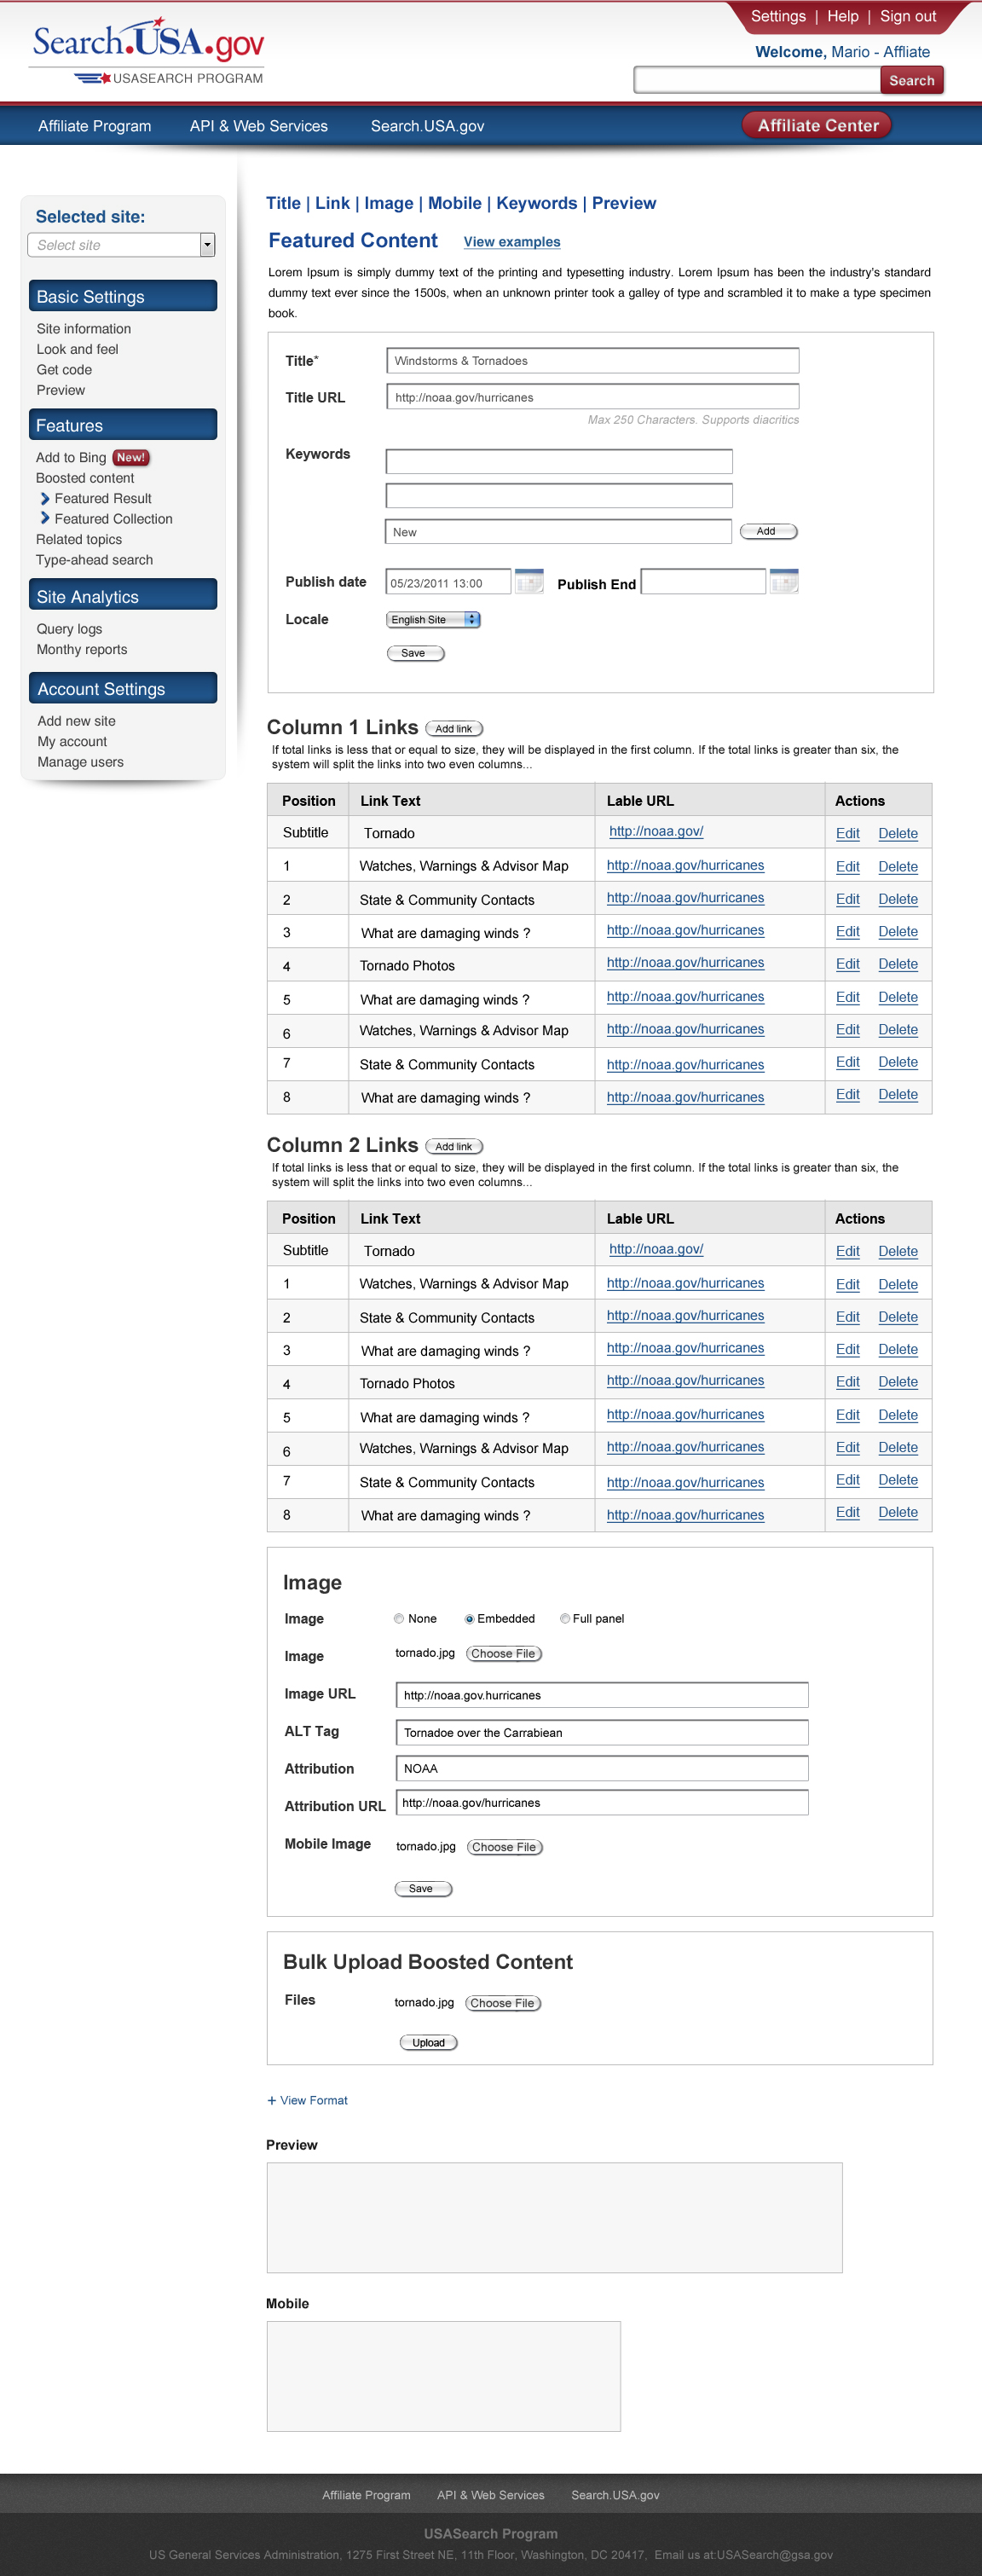 Settings | Help | Sign out
Search.USA.gov
USASEARCH PROGRAM
Welcome, Mario - Affliate
Search
Affiliate Program API & Web Services Search.USA.gov Affiliate Center
Selected site:
Select site
Basic Settings
Site information
Look and feel
Get code
Preview
Features
Add to Bing New!
Boosted content
Featured Result
Featured Collection
Related topics
Type-ahead search
Site Analytics
Query logs
Monthy reports
Account Settings
Add new site
My account
Manage users
Title | Link | Image | Mobile | Keywords | Preview
Featured Content View examples
Lorem Ipsum is simply dummy text of the printing and typesetting industry. Lorem Ipsum has been the industry's standard
dummy text ever since the 1500s, when an unknown printer took a galley of type and scrambled it to make a type specimen
book.
Title* Windstorms & Tornadoes
Title URL http://noaa.gov/hurricanes
Max 250 Characters. Supports diacritics
Keywords
New Add
Publish date 05/23/2011 13:00 Publish End
Locale English Site
Save
Column 1 Links Add link
If total links is less that or equal to size, they will be displayed in the first column. If the total links is greater than six, the
system will split the links into two even columns...
Position Link Text Lable URL Actions
Subtitle Tornado http://noaa.gov/ Edit Delete
1 Watches, Warnings & Advisor Map http://noaa.gov/hurricanes Edit Delete
2 State & Community Contacts http://noaa.gov/hurricanes Edit Delete
3 What are damaging winds ? http://noaa.gov/hurricanes Edit Delete
4 Tornado Photos http://noaa.gov/hurricanes Edit Delete
5 What are damaging winds ? http://noaa.gov/hurricanes Edit Delete
6 Watches, Warnings & Advisor Map http://noaa.gov/hurricanes Edit Delete
7 State & Community Contacts http://noaa.gov/hurricanes Edit Delete
8 What are damaging winds ? http://noaa.gov/hurricanes Edit Delete
Column 2 Links Add link
If total links is less that or equal to size, they will be displayed in the first column. If the total links is greater than six, the
system will split the links into two even columns...
Position Link Text Lable URL Actions
Subtitle Tornado http://noaa.gov/ Edit Delete
1 Watches, Warnings & Advisor Map http://noaa.gov/hurricanes Edit Delete
2 State & Community Contacts http://noaa.gov/hurricanes Edit Delete
3 What are damaging winds ? http://noaa.gov/hurricanes Edit Delete
4 Tornado Photos http://noaa.gov/hurricanes Edit Delete
5 What are damaging winds ? http://noaa.gov/hurricanes Edit Delete
6 Watches, Warnings & Advisor Map http://noaa.gov/hurricanes Edit Delete
7 State & Community Contacts http://noaa.gov/hurricanes Edit Delete
8 What are damaging winds ? http://noaa.gov/hurricanes Edit Delete
Image
Image None Embedded Full panel
Image tornado.jpg Choose File
Image URL http://noaa.gov.hurricanes
ALT Tag Tornadoe over the Carrabiean
Attribution NOAA
Attribution URL http://noaa.gov/hurricanes
Mobile Image tornado.jpg Choose File
Save
Bulk Upload Boosted Content
Files tornado.jpg Choose File
Upload
+ View Format
Preview
Mobile
Affiliate Program API & Web Services Search.USA.gov
USASearch Program
US General Services Administration, 1275 First Street NE, 11th Floor, Washington, DC 20417, Email us at:USASearch@gsa.gov